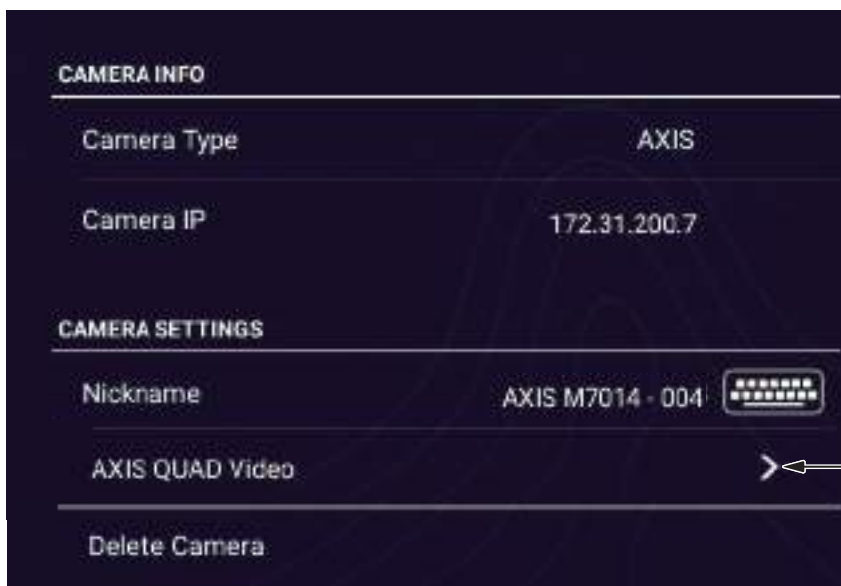 CAMERA INFO
Camera Type AXIS
Camera IP 172.31.200.7
CAMERA SETTINGS
Nickname AXIS M7014 - 004
AXIS QUAD Video
Delete Camera